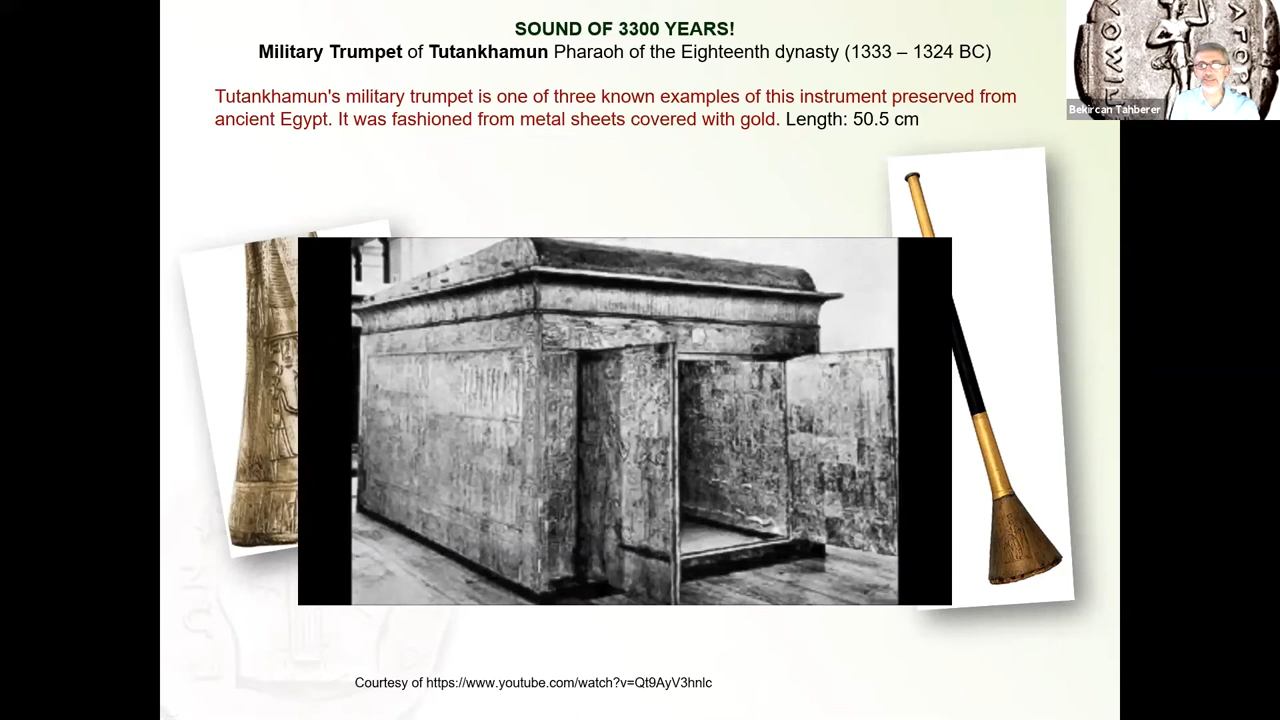 SOUND OF 3300 YEARS!
Military Trumpet of Tutankhamun Pharaoh of the Eighteenth dynasty (1333 – 1324 BC)
Tutankhamun's military trumpet is one of three known examples of this instrument preserved from
ancient Egypt. It was fashioned from metal sheets covered with gold. Length: 50.5 cm
Bekircan Tahberer
Courtesy of https://www.youtube.com/watch?v=Qt9AyV3hnlc